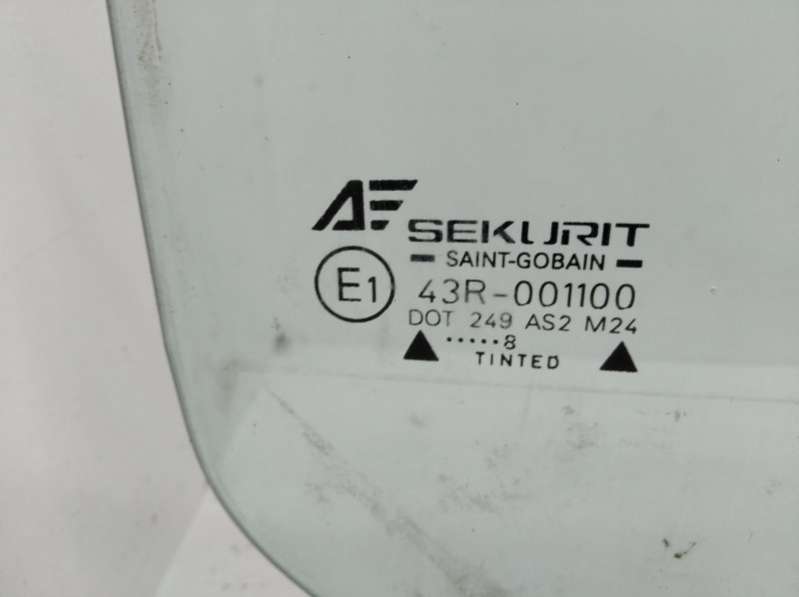 AF
SEKURIT
SAINT-GOBAIN
E1 43R-001100
DOT 249 AS2 M24
.....8
TINTED